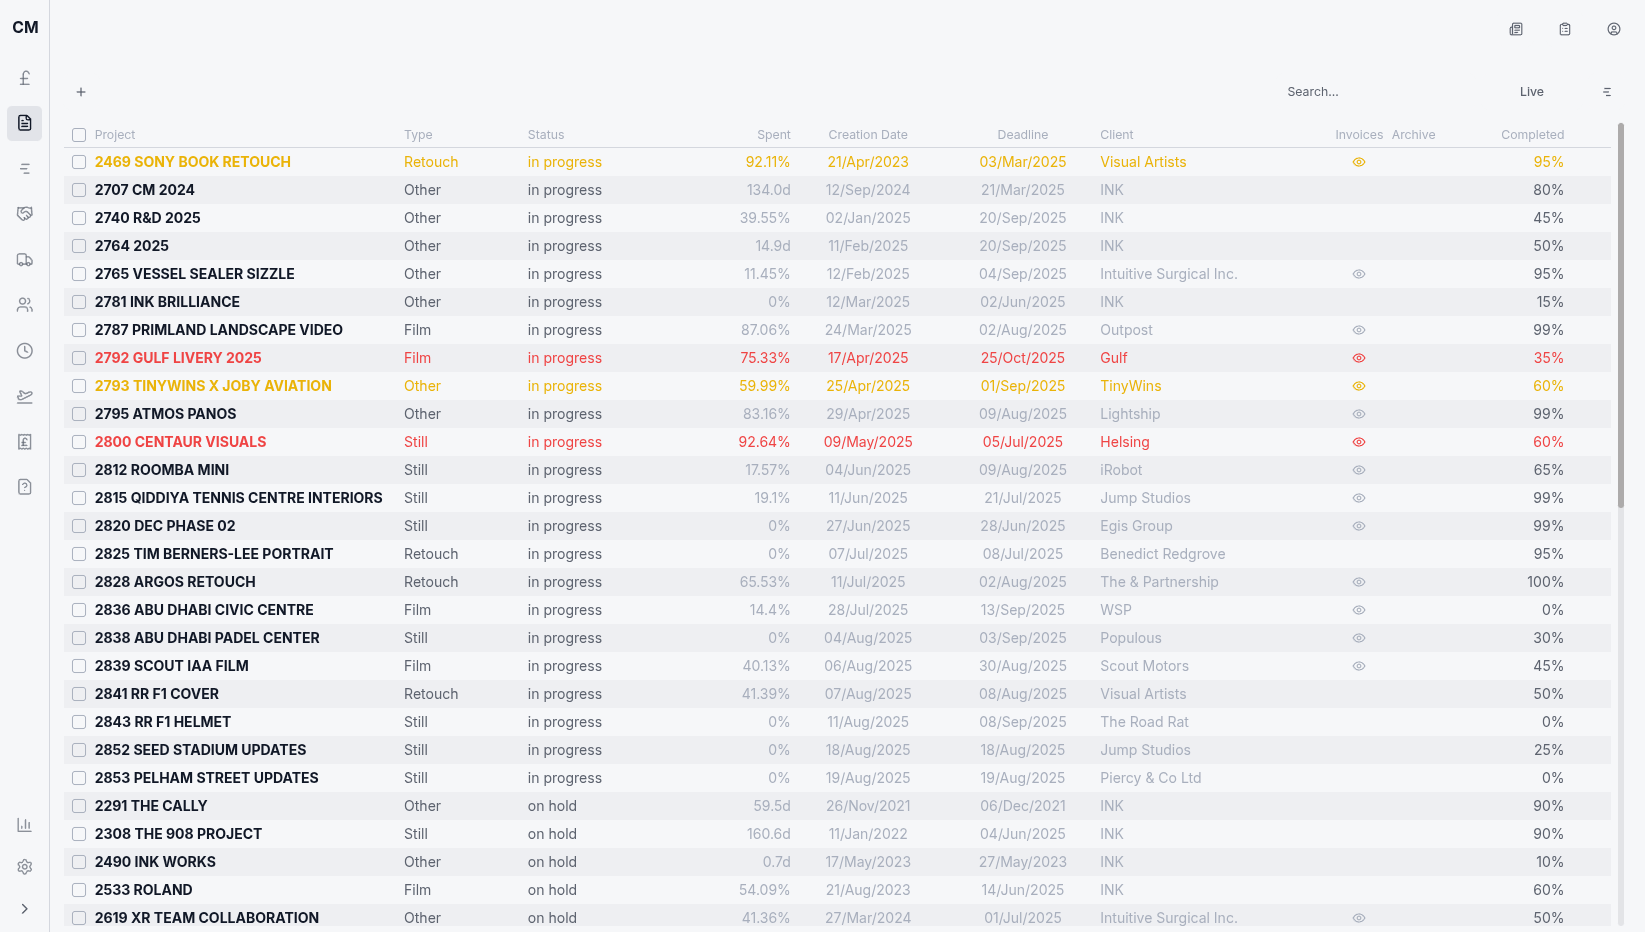 CM
Search...
Live
Project Type Status Spent Creation Date Deadline Client Invoices Archive Completed
2469 SONY BOOK RETOUCH Retouch in progress 92.11% 21/Apr/2023 03/Mar/2025 Visual Artists 95%
2707 CM 2024 Other in progress 134.0d 12/Sep/2024 21/Mar/2025 INK 80%
2740 R&D 2025 Other in progress 39.55% 02/Jan/2025 20/Sep/2025 INK 45%
2764 2025 Other in progress 14.9d 11/Feb/2025 20/Sep/2025 INK 50%
2765 VESSEL SEALER SIZZLE Other in progress 11.45% 12/Feb/2025 04/Sep/2025 Intuitive Surgical Inc. 95%
2781 INK BRILLIANCE Other in progress 0% 12/Mar/2025 02/Jun/2025 INK 15%
2787 PRIMLAND LANDSCAPE VIDEO Film in progress 87.06% 24/Mar/2025 02/Aug/2025 Outpost 99%
2792 GULF LIVERY 2025 Film in progress 75.33% 17/Apr/2025 25/Oct/2025 Gulf 35%
2793 TINYWINS X JOBY AVIATION Other in progress 59.99% 25/Apr/2025 01/Sep/2025 TinyWins 60%
2795 ATMOS PANOS Other in progress 83.16% 29/Apr/2025 09/Aug/2025 Lightship 99%
2800 CENTAUR VISUALS Still in progress 92.64% 09/May/2025 05/Jul/2025 Helsing 60%
2812 ROOMBA MINI Still in progress 17.57% 04/Jun/2025 09/Aug/2025 iRobot 65%
2815 QIDDIYA TENNIS CENTRE INTERIORS Still in progress 19.1% 11/Jun/2025 21/Jul/2025 Jump Studios 99%
2820 DEC PHASE 02 Still in progress 0% 27/Jun/2025 28/Jun/2025 Egis Group 99%
2825 TIM BERNERS-LEE PORTRAIT Retouch in progress 0% 07/Jul/2025 08/Jul/2025 Benedict Redgrove 95%
2828 ARGOS RETOUCH Retouch in progress 65.53% 11/Jul/2025 02/Aug/2025 The & Partnership 100%
2836 ABU DHABI CIVIC CENTRE Film in progress 14.4% 28/Jul/2025 13/Sep/2025 WSP 0%
2838 ABU DHABI PADEL CENTER Still in progress 0% 04/Aug/2025 03/Sep/2025 Populous 30%
2839 SCOUT IAA FILM Film in progress 40.13% 06/Aug/2025 30/Aug/2025 Scout Motors 45%
2841 RR F1 COVER Retouch in progress 41.39% 07/Aug/2025 08/Aug/2025 Visual Artists 50%
2843 RR F1 HELMET Still in progress 0% 11/Aug/2025 08/Sep/2025 The Road Rat 0%
2852 SEED STADIUM UPDATES Still in progress 0% 18/Aug/2025 18/Aug/2025 Jump Studios 25%
2853 PELHAM STREET UPDATES Still in progress 0% 19/Aug/2025 19/Aug/2025 Piercy & Co Ltd 0%
2291 THE CALLY Other on hold 59.5d 26/Nov/2021 06/Dec/2021 INK 90%
2308 THE 908 PROJECT Still on hold 160.6d 11/Jan/2022 04/Jun/2025 INK 90%
2490 INK WORKS Other on hold 0.7d 17/May/2023 27/May/2023 INK 10%
2533 ROLAND Film on hold 54.09% 21/Aug/2023 14/Jun/2025 INK 60%
2619 XR TEAM COLLABORATION Other on hold 41.36% 27/Mar/2024 01/Jul/2025 Intuitive Surgical Inc. 50%